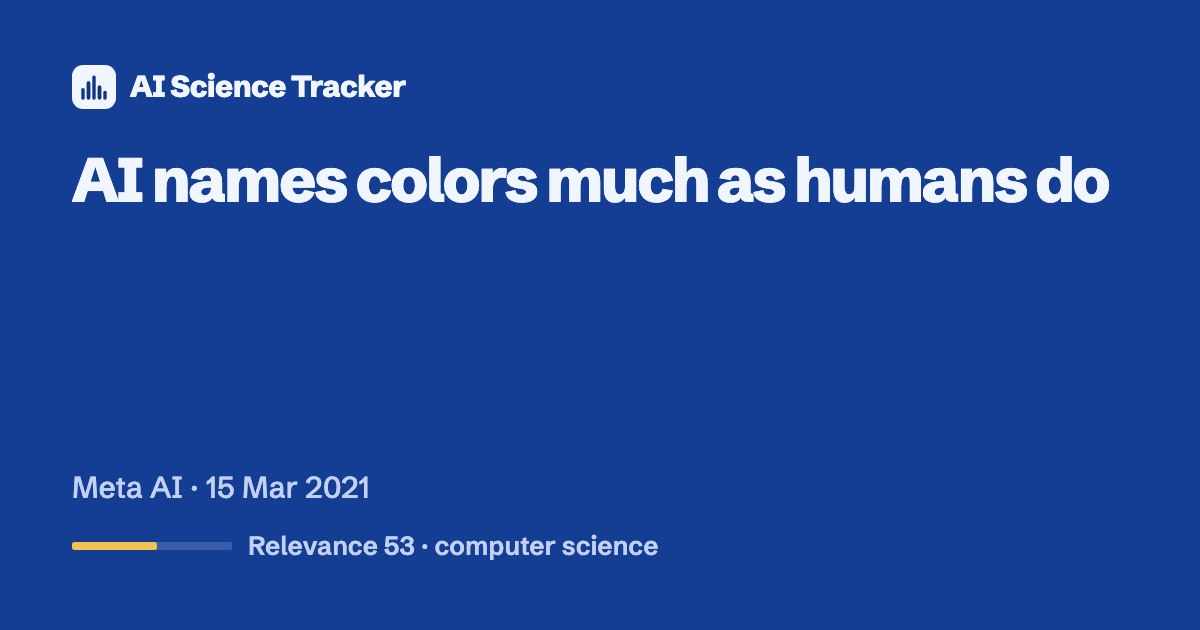 AI Science Tracker
AI names colors much as humans do
Meta AI · 15 Mar 2021
Relevance 53 · computer science